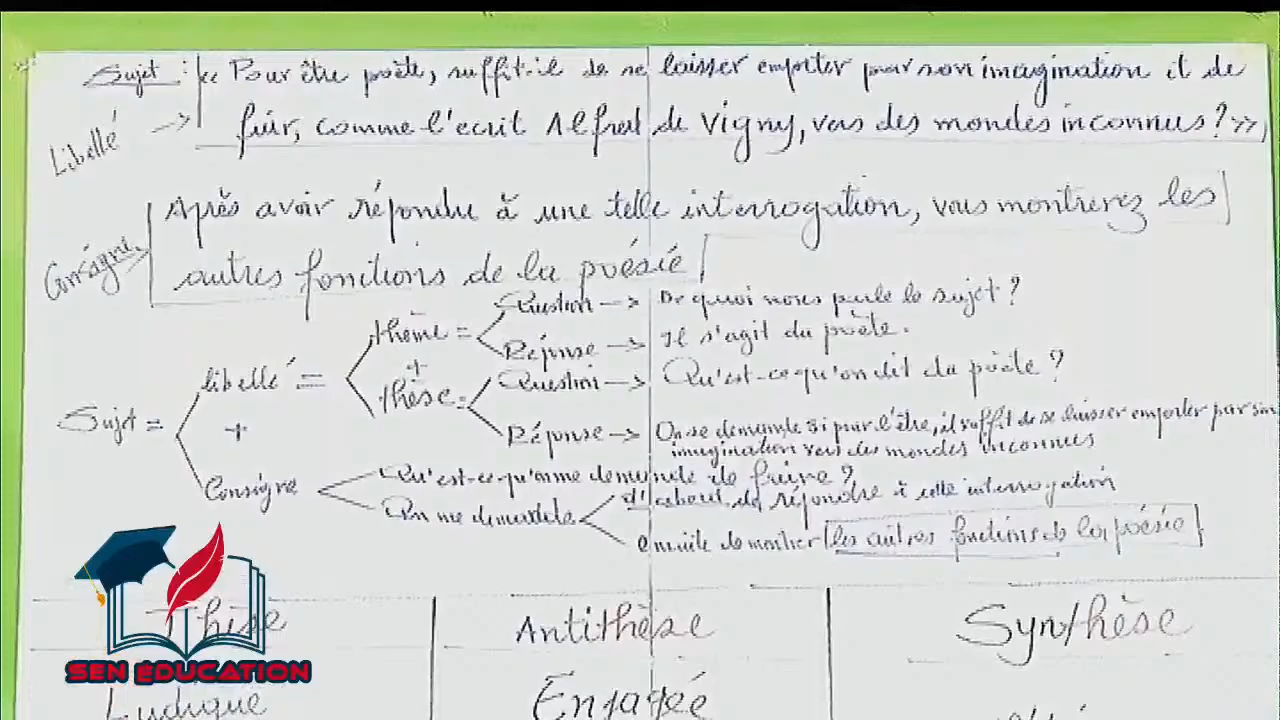 Sujet : « Pour être poète, suffit-il de se laisser emporter par son imagination et de
fuir, comme l'ecrit Alfred de Vigny, vers des mondes inconnus ? »,
Libellé
Après avoir répondu à une telle interrogation, vous montrerez les
autres fonctions de la poésie
Consigne
Question → De quoi nous parle le sujet ?
thème =
Réponse → Il s'agit du poète.
libellé =
+
thèse =
Question → Qu'est-ce-qu'on dit du poète ?
Sujet =
+
Réponse → On se demande si pour l'être, il suffit de se laisser emporter par son
imagination vers des mondes inconnus
Consigne
Qu'est-ce-qu'on me demande de faire ?
On me demande
d'abord de répondre à cette interrogation
ensuite de montrer les autres fonctions de la poésie
Thèse Antithèse Synthèse
SEN ÉDUCATION
Ludique Engagée